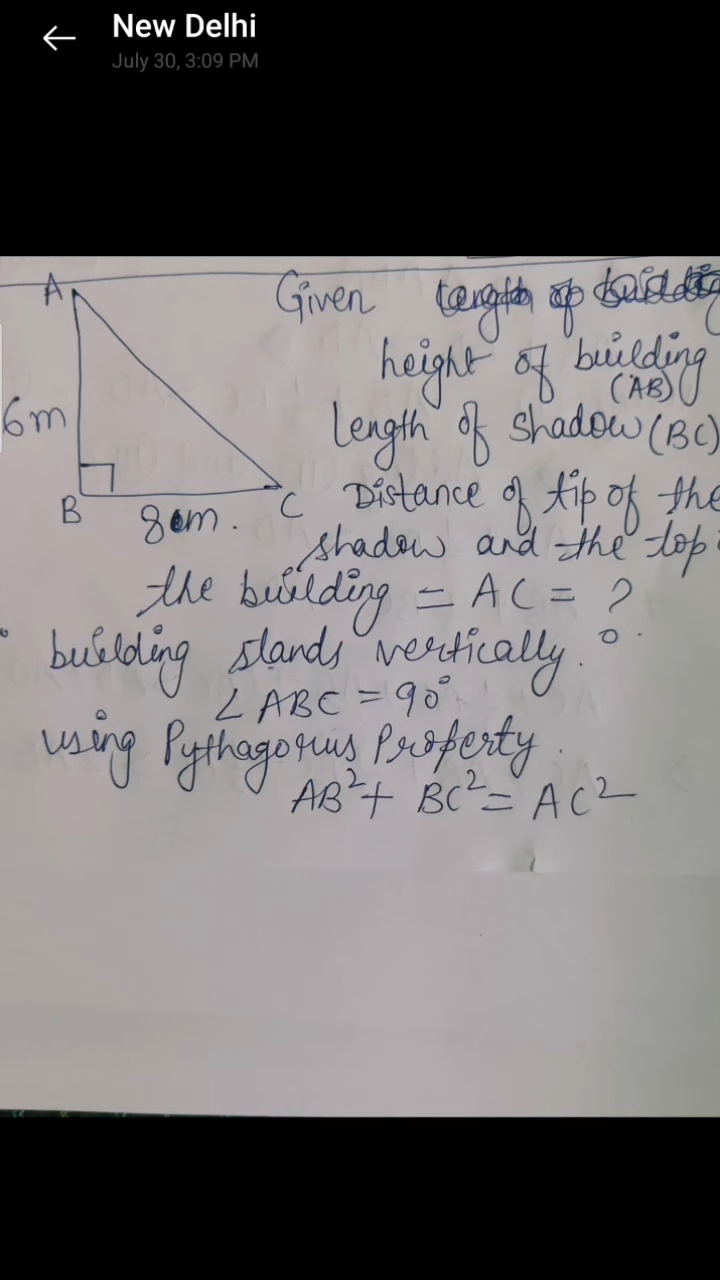 New Delhi
July 30, 3:09 PM
A
Given
height of building
(AB)
6m
length of shadow (BC)
B
8m.
C
Distance of tip of the
shadow and the top
the building = AC = ?
building stands vertically.
∠ABC = 90°
using Pythagorus Property.
AB²+ BC² = AC²